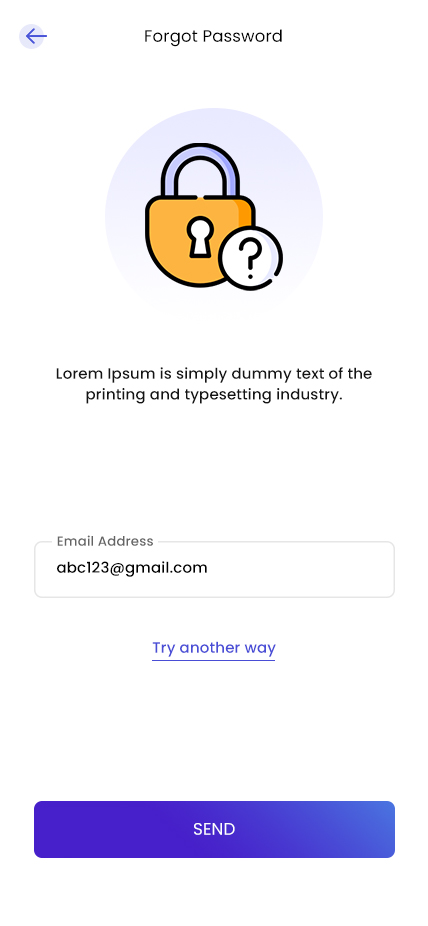 Forgot Password
?
Lorem Ipsum is simply dummy text of the
printing and typesetting industry.
Email Address
abc123@gmail.com
Try another way
SEND